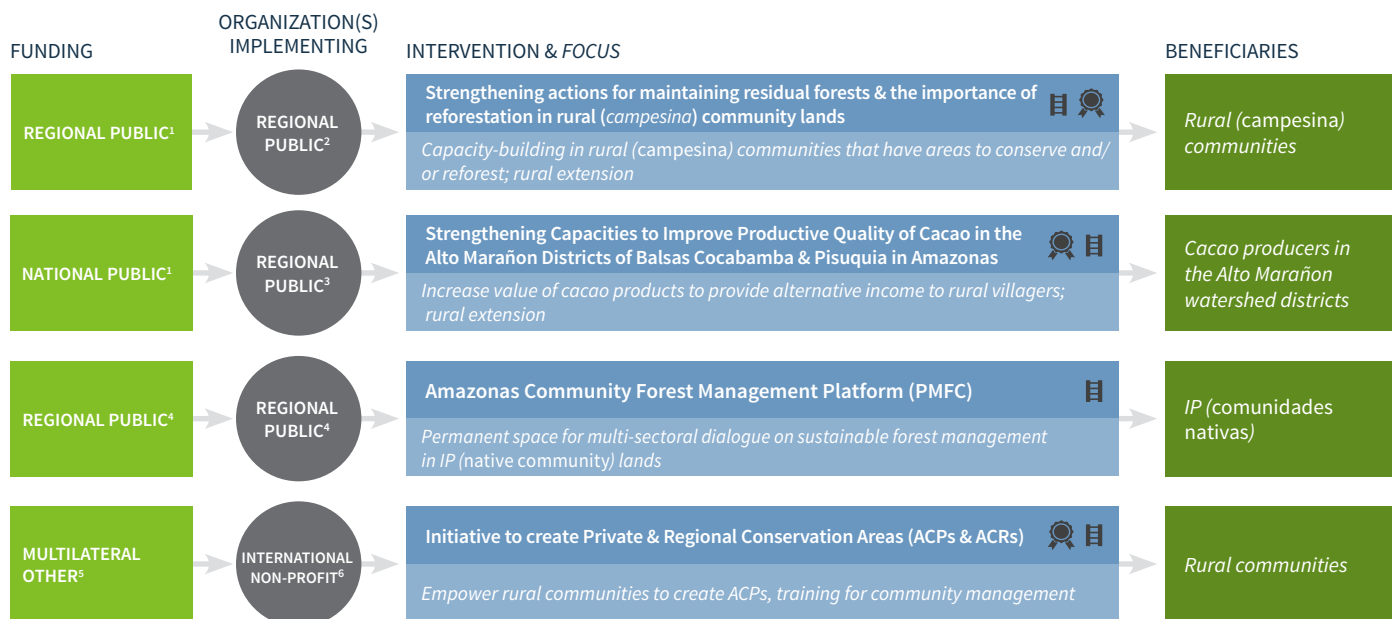 FUNDING
ORGANIZATION(S)
IMPLEMENTING
INTERVENTION & FOCUS
BENEFICIARIES
REGIONAL PUBLIC¹
REGIONAL
PUBLIC²
Strengthening actions for maintaining residual forests & the importance of
reforestation in rural (campesina) community lands
Capacity-building in rural (campesina) communities that have areas to conserve and/
or reforest; rural extension
Rural (campesina)
communities
NATIONAL PUBLIC¹
REGIONAL
PUBLIC³
Strengthening Capacities to Improve Productive Quality of Cacao in the
Alto Marañon Districts of Balsas Cocabamba & Pisuquia in Amazonas
Increase value of cacao products to provide alternative income to rural villagers;
rural extension
Cacao producers in
the Alto Marañon
watershed districts
REGIONAL PUBLIC⁴
REGIONAL
PUBLIC⁴
Amazonas Community Forest Management Platform (PMFC)
Permanent space for multi-sectoral dialogue on sustainable forest management
in IP (native community) lands
IP (comunidades
nativas)
MULTILATERAL
OTHER⁵
INTERNATIONAL
NON-PROFIT⁶
Initiative to create Private & Regional Conservation Areas (ACPs & ACRs)
Empower rural communities to create ACPs, training for community management
Rural communities